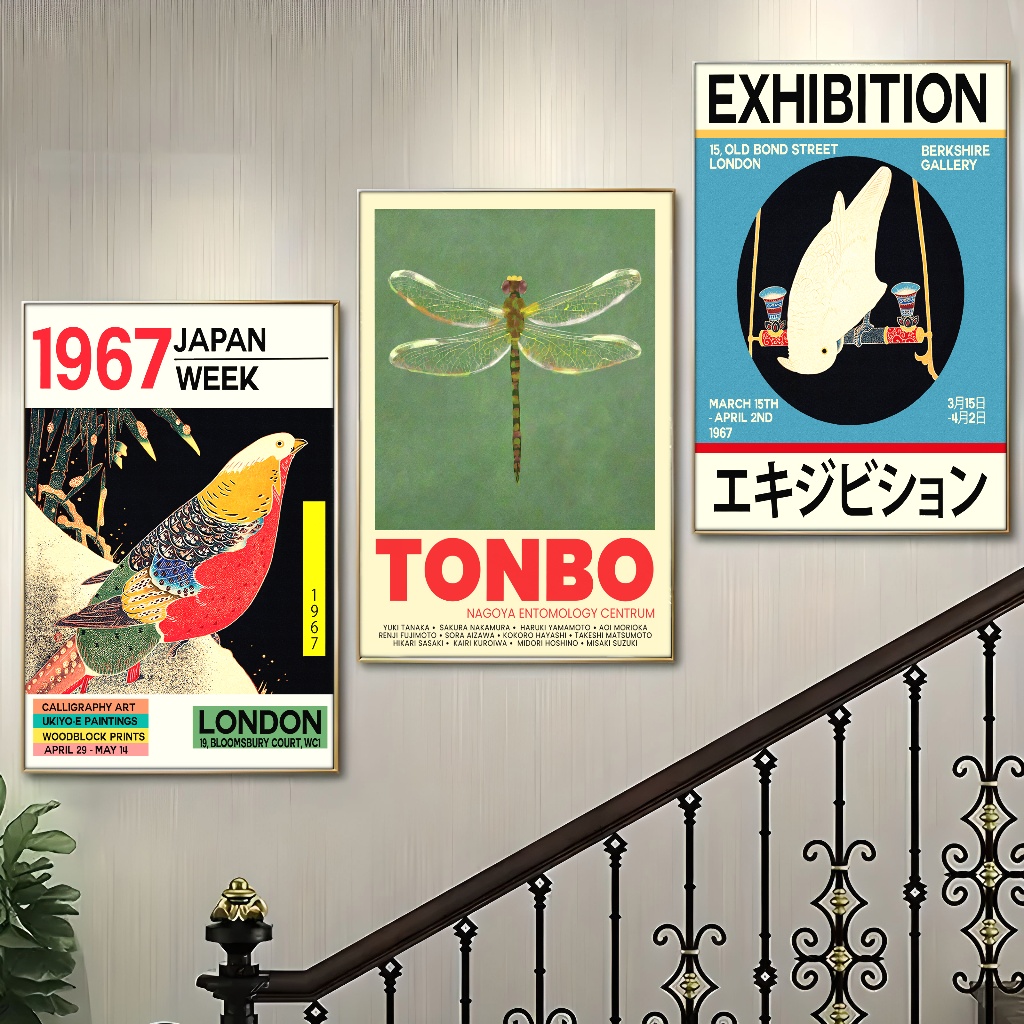 1967 JAPAN
WEEK
1967
CALLIGRAPHY ART
UKIYO-E PAINTINGS
WOODBLOCK PRINTS
APRIL 29 - MAY 14
LONDON
19, BLOOMSBURY COURT, WC1
TONBO
NAGOYA ENTOMOLOGY CENTRUM
YUKI TANAKA • SAKURA NAKAMURA • HARUKI YAMAMOTO • AOI MORIOKA
RENJI FUJIMOTO • SORA AIZAWA • KOKORO HAYASHI • TAKESHI MATSUMOTO
HIKARI SASAKI • KAIRI KUROIWA • MIDORI HOSHINO • MISAKI SUZUKI
EXHIBITION
15, OLD BOND STREET
LONDON
BERKSHIRE
GALLERY
MARCH 15TH
- APRIL 2ND
1967
3月15日
-4月2日
エキジビション